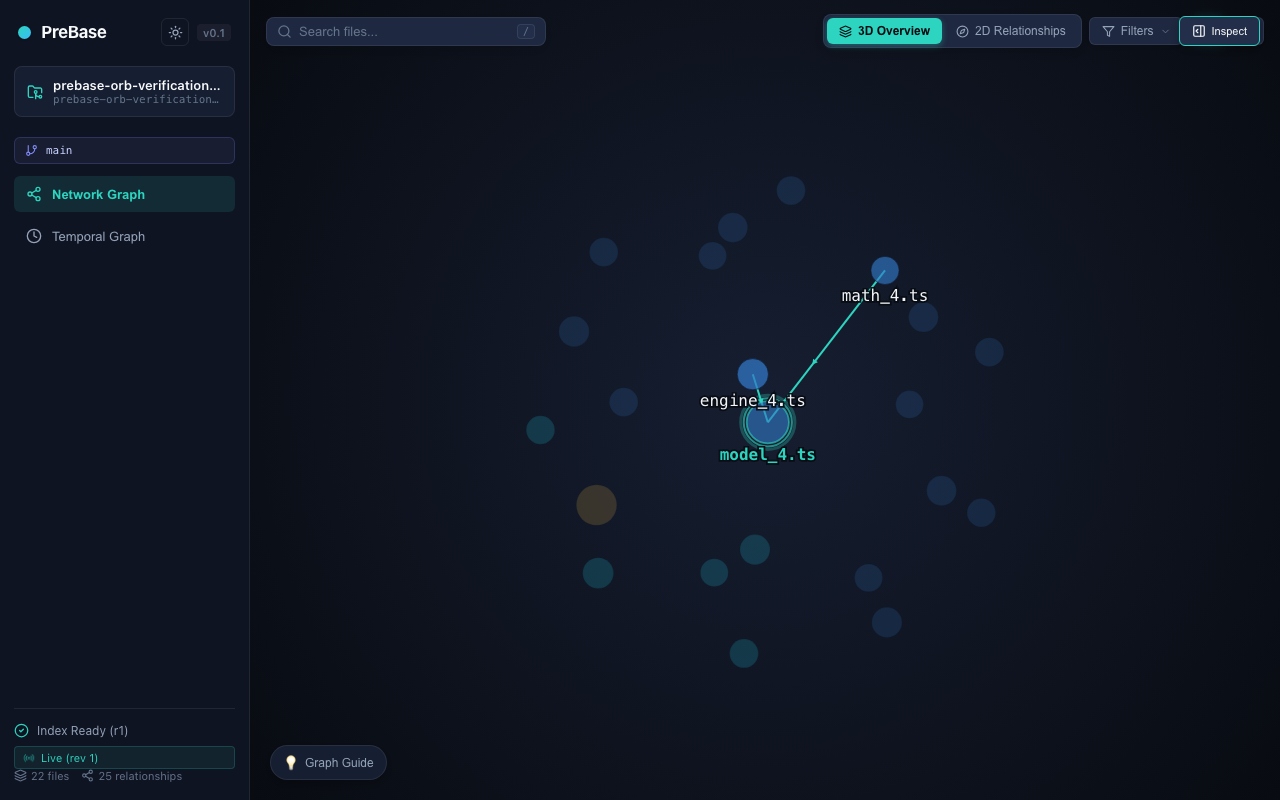 PreBase
v0.1
prebase-orb-verification...
prebase-orb-verification…
main
Network Graph
Temporal Graph
Index Ready (r1)
Live (rev 1)
22 files
25 relationships
Search files...
/
3D Overview
2D Relationships
Filters
Inspect
math_4.ts
engine_4.ts
model_4.ts
Graph Guide